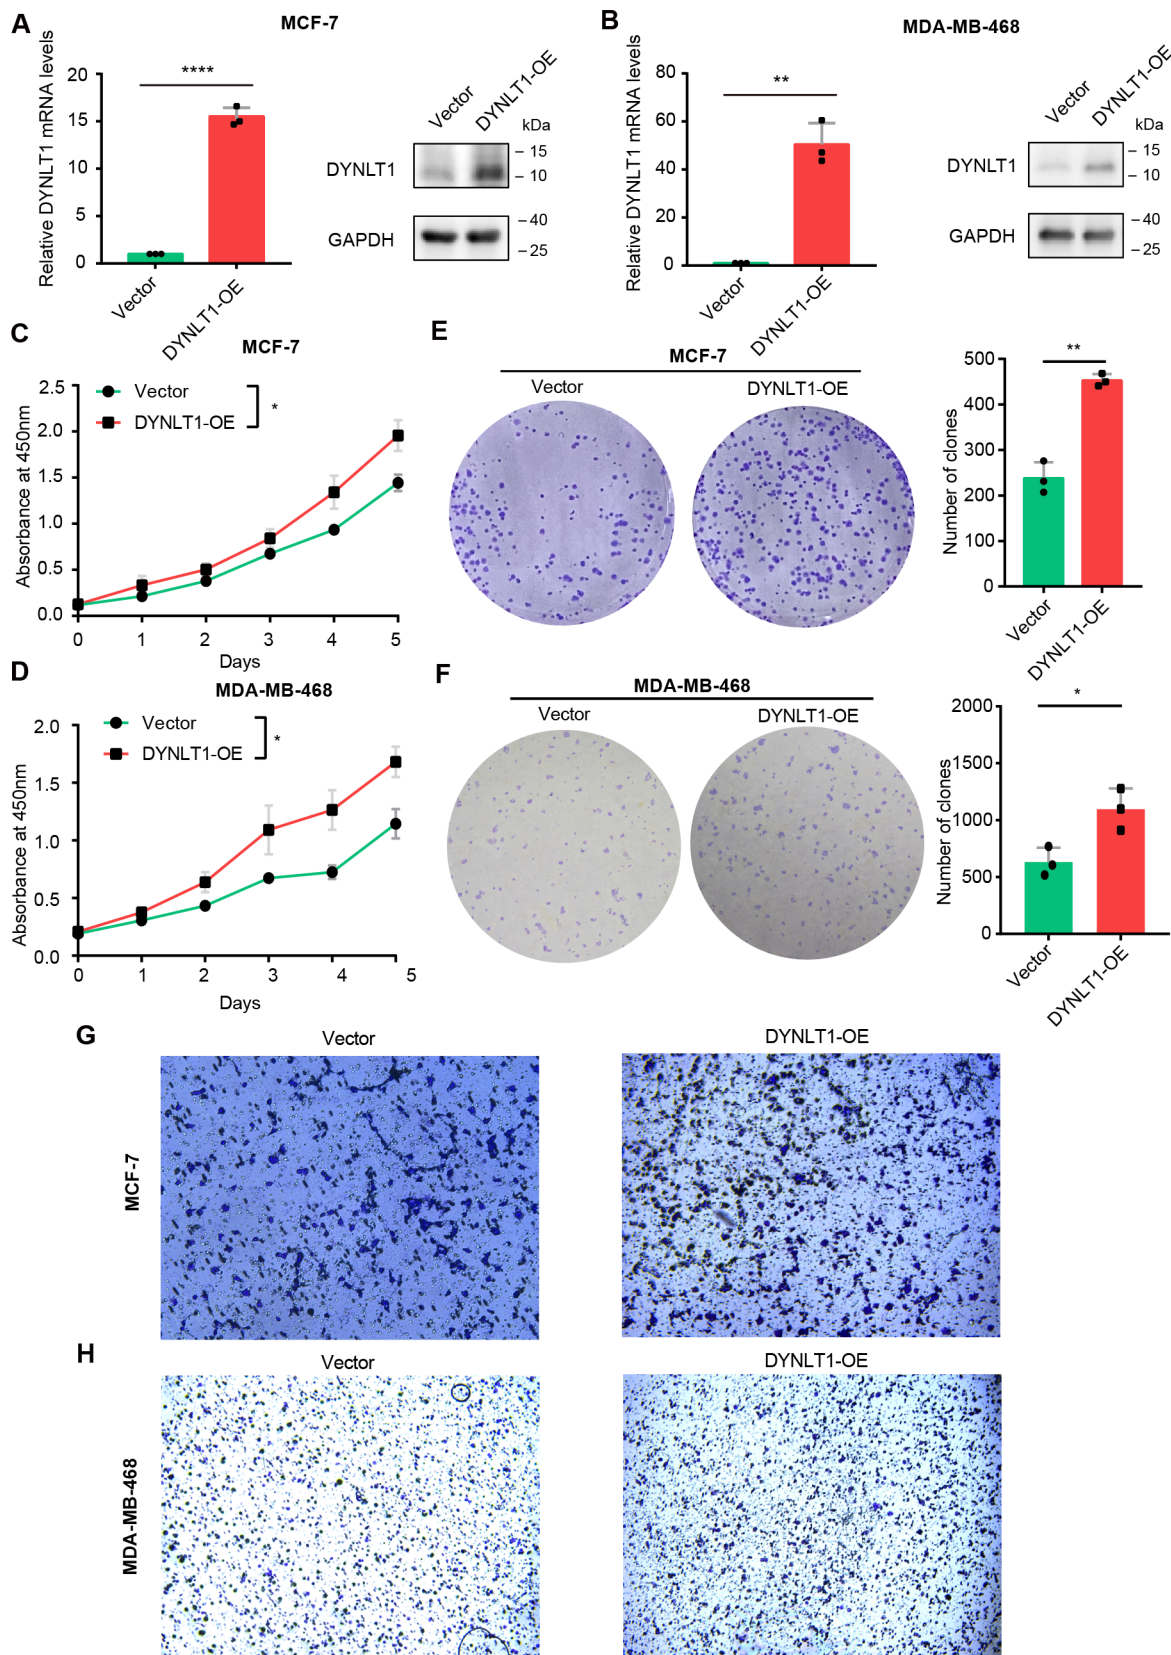 A
MCF-7
Relative DYNLT1 mRNA levels
20
15
10
5
0
****
Vector
DYNLT1-OE
Vector
DYNLT1-OE
kDa
DYNLT1
– 15
– 10
GAPDH
– 40
– 25
B
MDA-MB-468
Relative DYNLT1 mRNA levels
80
60
40
20
0
**
Vector
DYNLT1-OE
Vector
DYNLT1-OE
kDa
DYNLT1
– 15
– 10
GAPDH
– 40
– 25
C
MCF-7
Absorbance at 450nm
2.5
2.0
1.5
1.0
0.5
0.0
Vector
DYNLT1-OE
*
0 1 2 3 4 5
Days
E
MCF-7
Vector
DYNLT1-OE
Number of clones
500
400
300
200
100
0
**
Vector
DYNLT1-OE
D
MDA-MB-468
Absorbance at 450nm
2.0
1.5
1.0
0.5
0.0
Vector
DYNLT1-OE
*
0 1 2 3 4 5
Days
F
MDA-MB-468
Vector
DYNLT1-OE
Number of clones
2000
1500
1000
500
0
*
Vector
DYNLT1-OE
G
Vector
DYNLT1-OE
MCF-7
H
Vector
DYNLT1-OE
MDA-MB-468